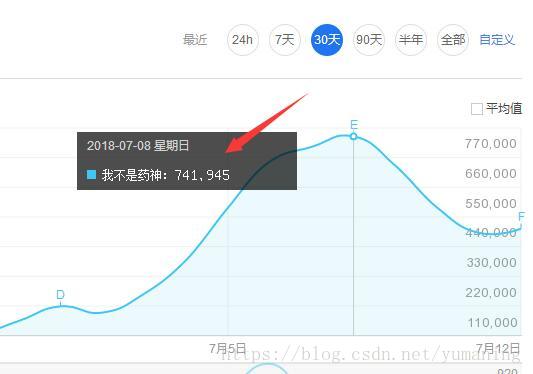 最近 24h 7天 30天 90天 半年 全部 自定义
平均值
E
2018-07-08 星期日
770,000
我不是药神: 741,945
660,000
550,000
F
440,000
330,000
D
220,000
110,000
7月5日
7月12日
https://blog.csdn.net/yumaning
920